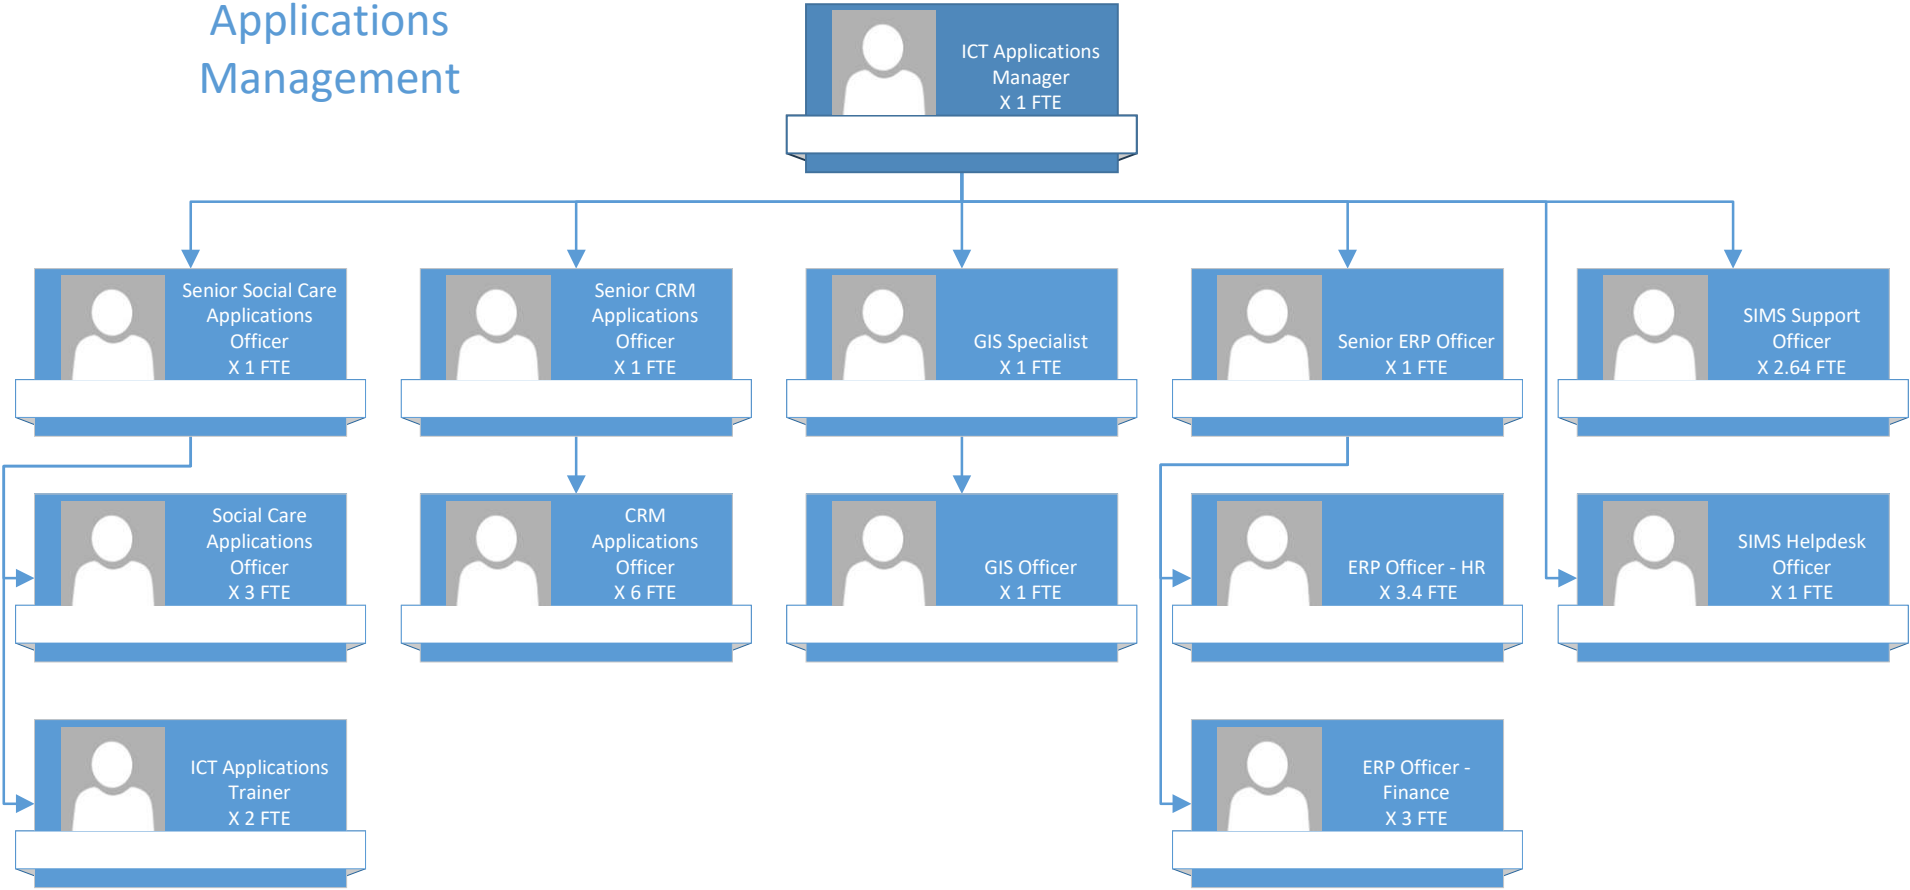 Applications
Management
ICT Applications
Manager
X 1 FTE
Senior Social Care
Applications
Officer
X 1 FTE
Senior CRM
Applications
Officer
X 1 FTE
GIS Specialist
X 1 FTE
Senior ERP Officer
X 1 FTE
SIMS Support
Officer
X 2.64 FTE
Social Care
Applications
Officer
X 3 FTE
CRM
Applications
Officer
X 6 FTE
GIS Officer
X 1 FTE
ERP Officer - HR
X 3.4 FTE
SIMS Helpdesk
Officer
X 1 FTE
ICT Applications
Trainer
X 2 FTE
ERP Officer -
Finance
X 3 FTE